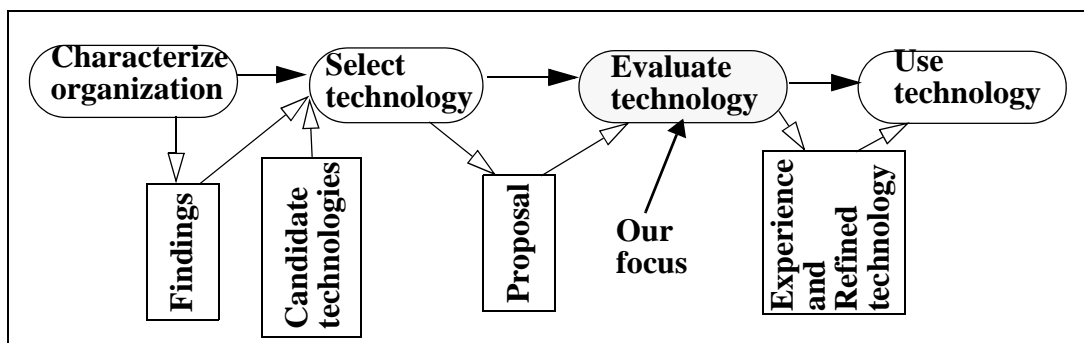 Characterize
organization
Select
technology
Evaluate
technology
Use
technology
Findings
Candidate
technologies
Proposal
Our
focus
Experience
and
Refined
technology